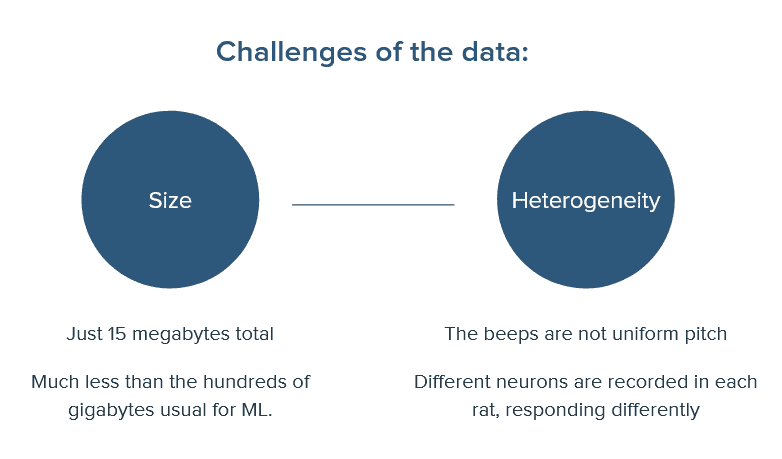 Challenges of the data:
Size
Just 15 megabytes total
Much less than the hundreds of
gigabytes usual for ML.
Heterogeneity
The beeps are not uniform pitch
Different neurons are recorded in each
rat, responding differently